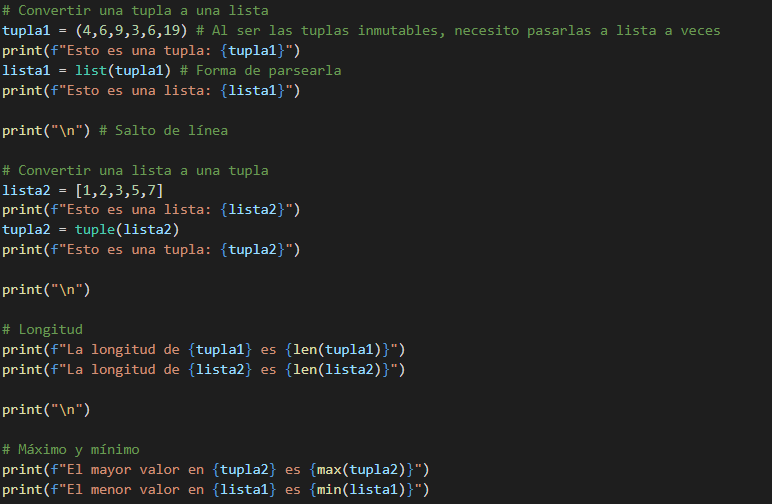 # Convertir una tupla a una lista
tupla1 = (4,6,9,3,6,19) # Al ser las tuplas inmutables, necesito pasarlas a lista a veces
print(f"Esto es una tupla: {tupla1}")
lista1 = list(tupla1) # Forma de parsearla
print(f"Esto es una lista: {lista1}")
print("\n") # Salto de línea
# Convertir una lista a una tupla
lista2 = [1,2,3,5,7]
print(f"Esto es una lista: {lista2}")
tupla2 = tuple(lista2)
print(f"Esto es una tupla: {tupla2}")
print("\n")
# Longitud
print(f"La longitud de {tupla1} es {len(tupla1)}")
print(f"La longitud de {lista2} es {len(lista2)}")
print("\n")
# Máximo y mínimo
print(f"El mayor valor en {tupla2} es {max(tupla2)}")
print(f"El menor valor en {lista1} es {min(lista1)}")